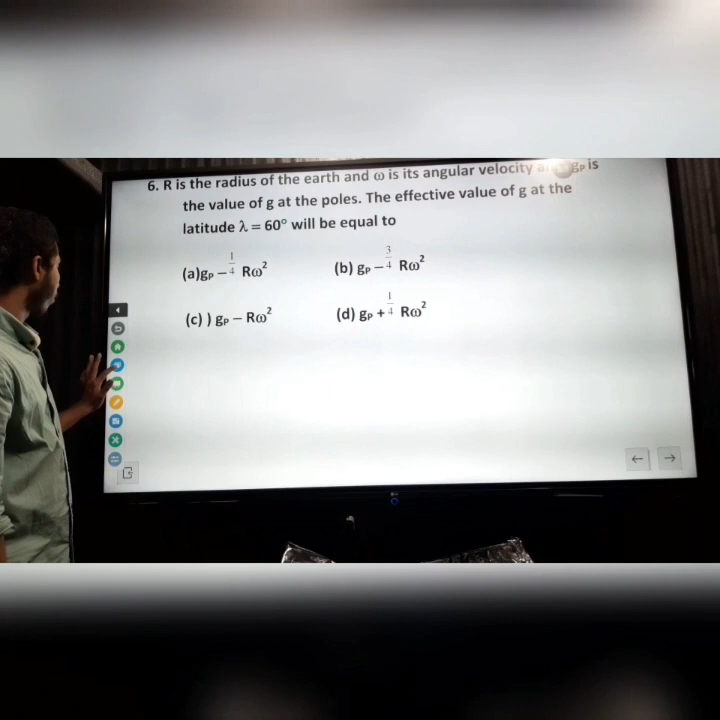 6. R is the radius of the earth and ω is its angular velocity gₚ is
the value of g at the poles. The effective value of g at the
latitude λ = 60° will be equal to
(a)gₚ − 1/4 Rω² (b) gₚ − 3/4 Rω²
(c) ) gₚ − Rω² (d) gₚ + 1/4 Rω²